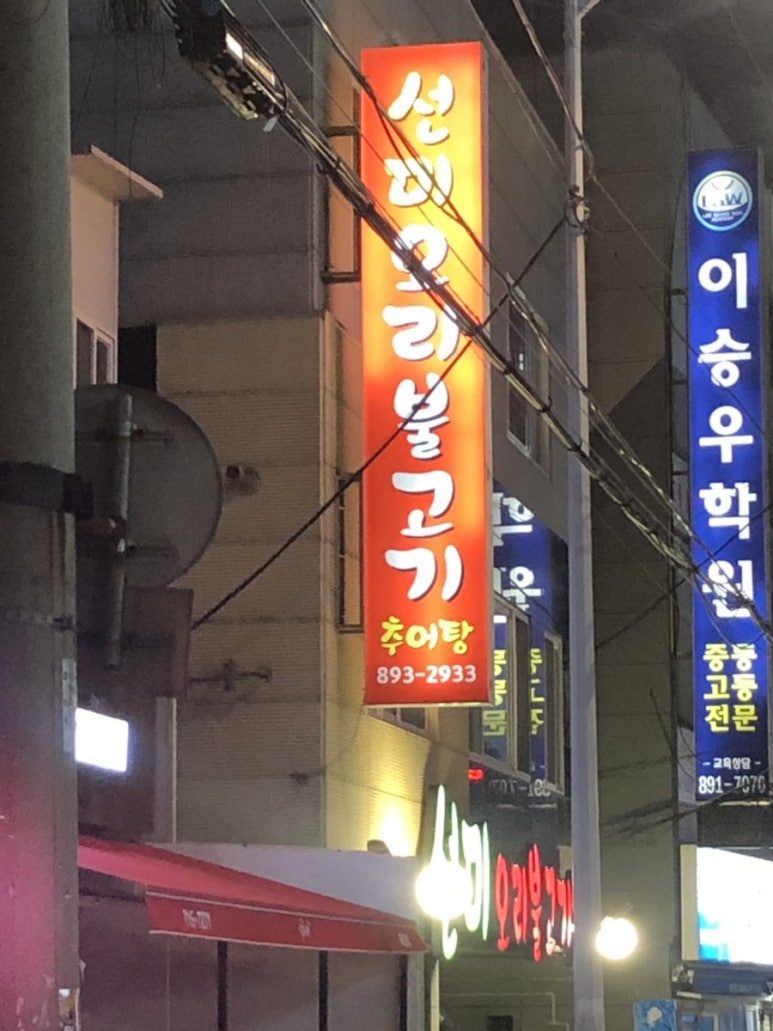 선미오리불고기
추어탕
893-2933
이승우학원
중등
고등
전문
- 교육상담 -
891-7070
선미 오리불고기